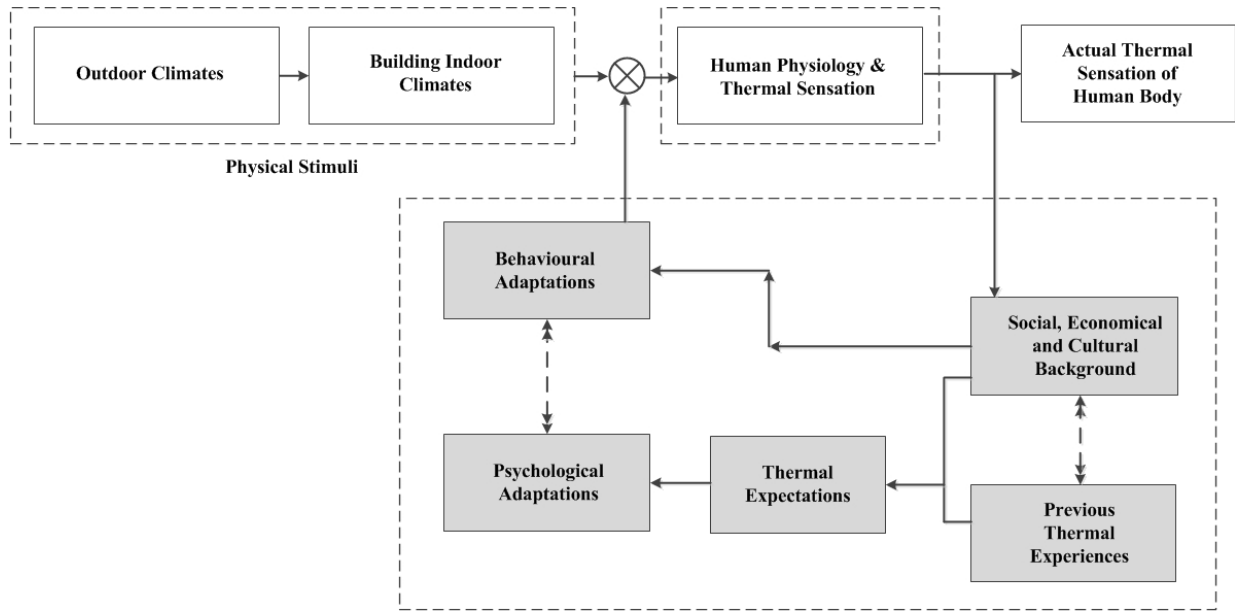 Outdoor Climates
Building Indoor
Climates
Human Physiology &
Thermal Sensation
Actual Thermal
Sensation of
Human Body
Physical Stimuli
Behavioural
Adaptations
Social, Economical
and Cultural
Background
Psychological
Adaptations
Thermal
Expectations
Previous
Thermal
Experiences